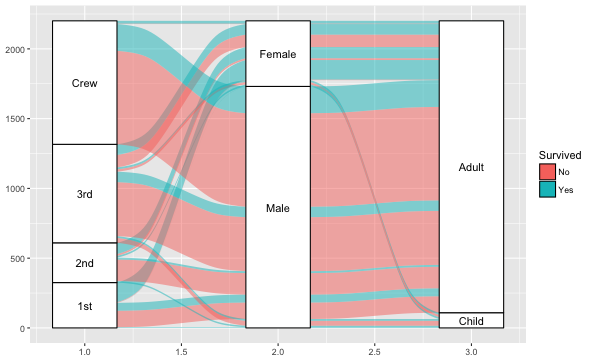 2000
1500
1000
500
0
Crew
3rd
2nd
1st
Female
Male
Adult
Child
1.0 1.5 2.0 2.5 3.0
Survived
No
Yes